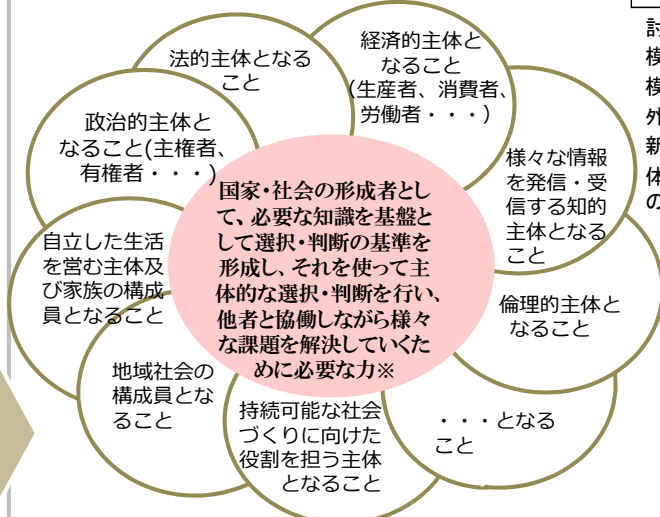 法的主体となる
こと
経済的主体と
なること
(生産者、消費者、
労働者・・・)
政治的主体と
なること(主権者、
有権者・・・)
様々な情報
を発信・受
信する知的
主体となる
こと
国家・社会の形成者とし
て、必要な知識を基盤と
して選択・判断の基準を
形成し、それを使って主
体的な選択・判断を行い、
他者と協働しながら様々
な課題を解決していくた
めに必要な力※
自立した生活
を営む主体及
び家族の構成
員となること
倫理的主体と
なること
地域社会の
構成員とな
ること
持続可能な社会
づくりに向けた
役割を担う主体
となること
・・・となる
こと
討
模
模
外
新
体
の